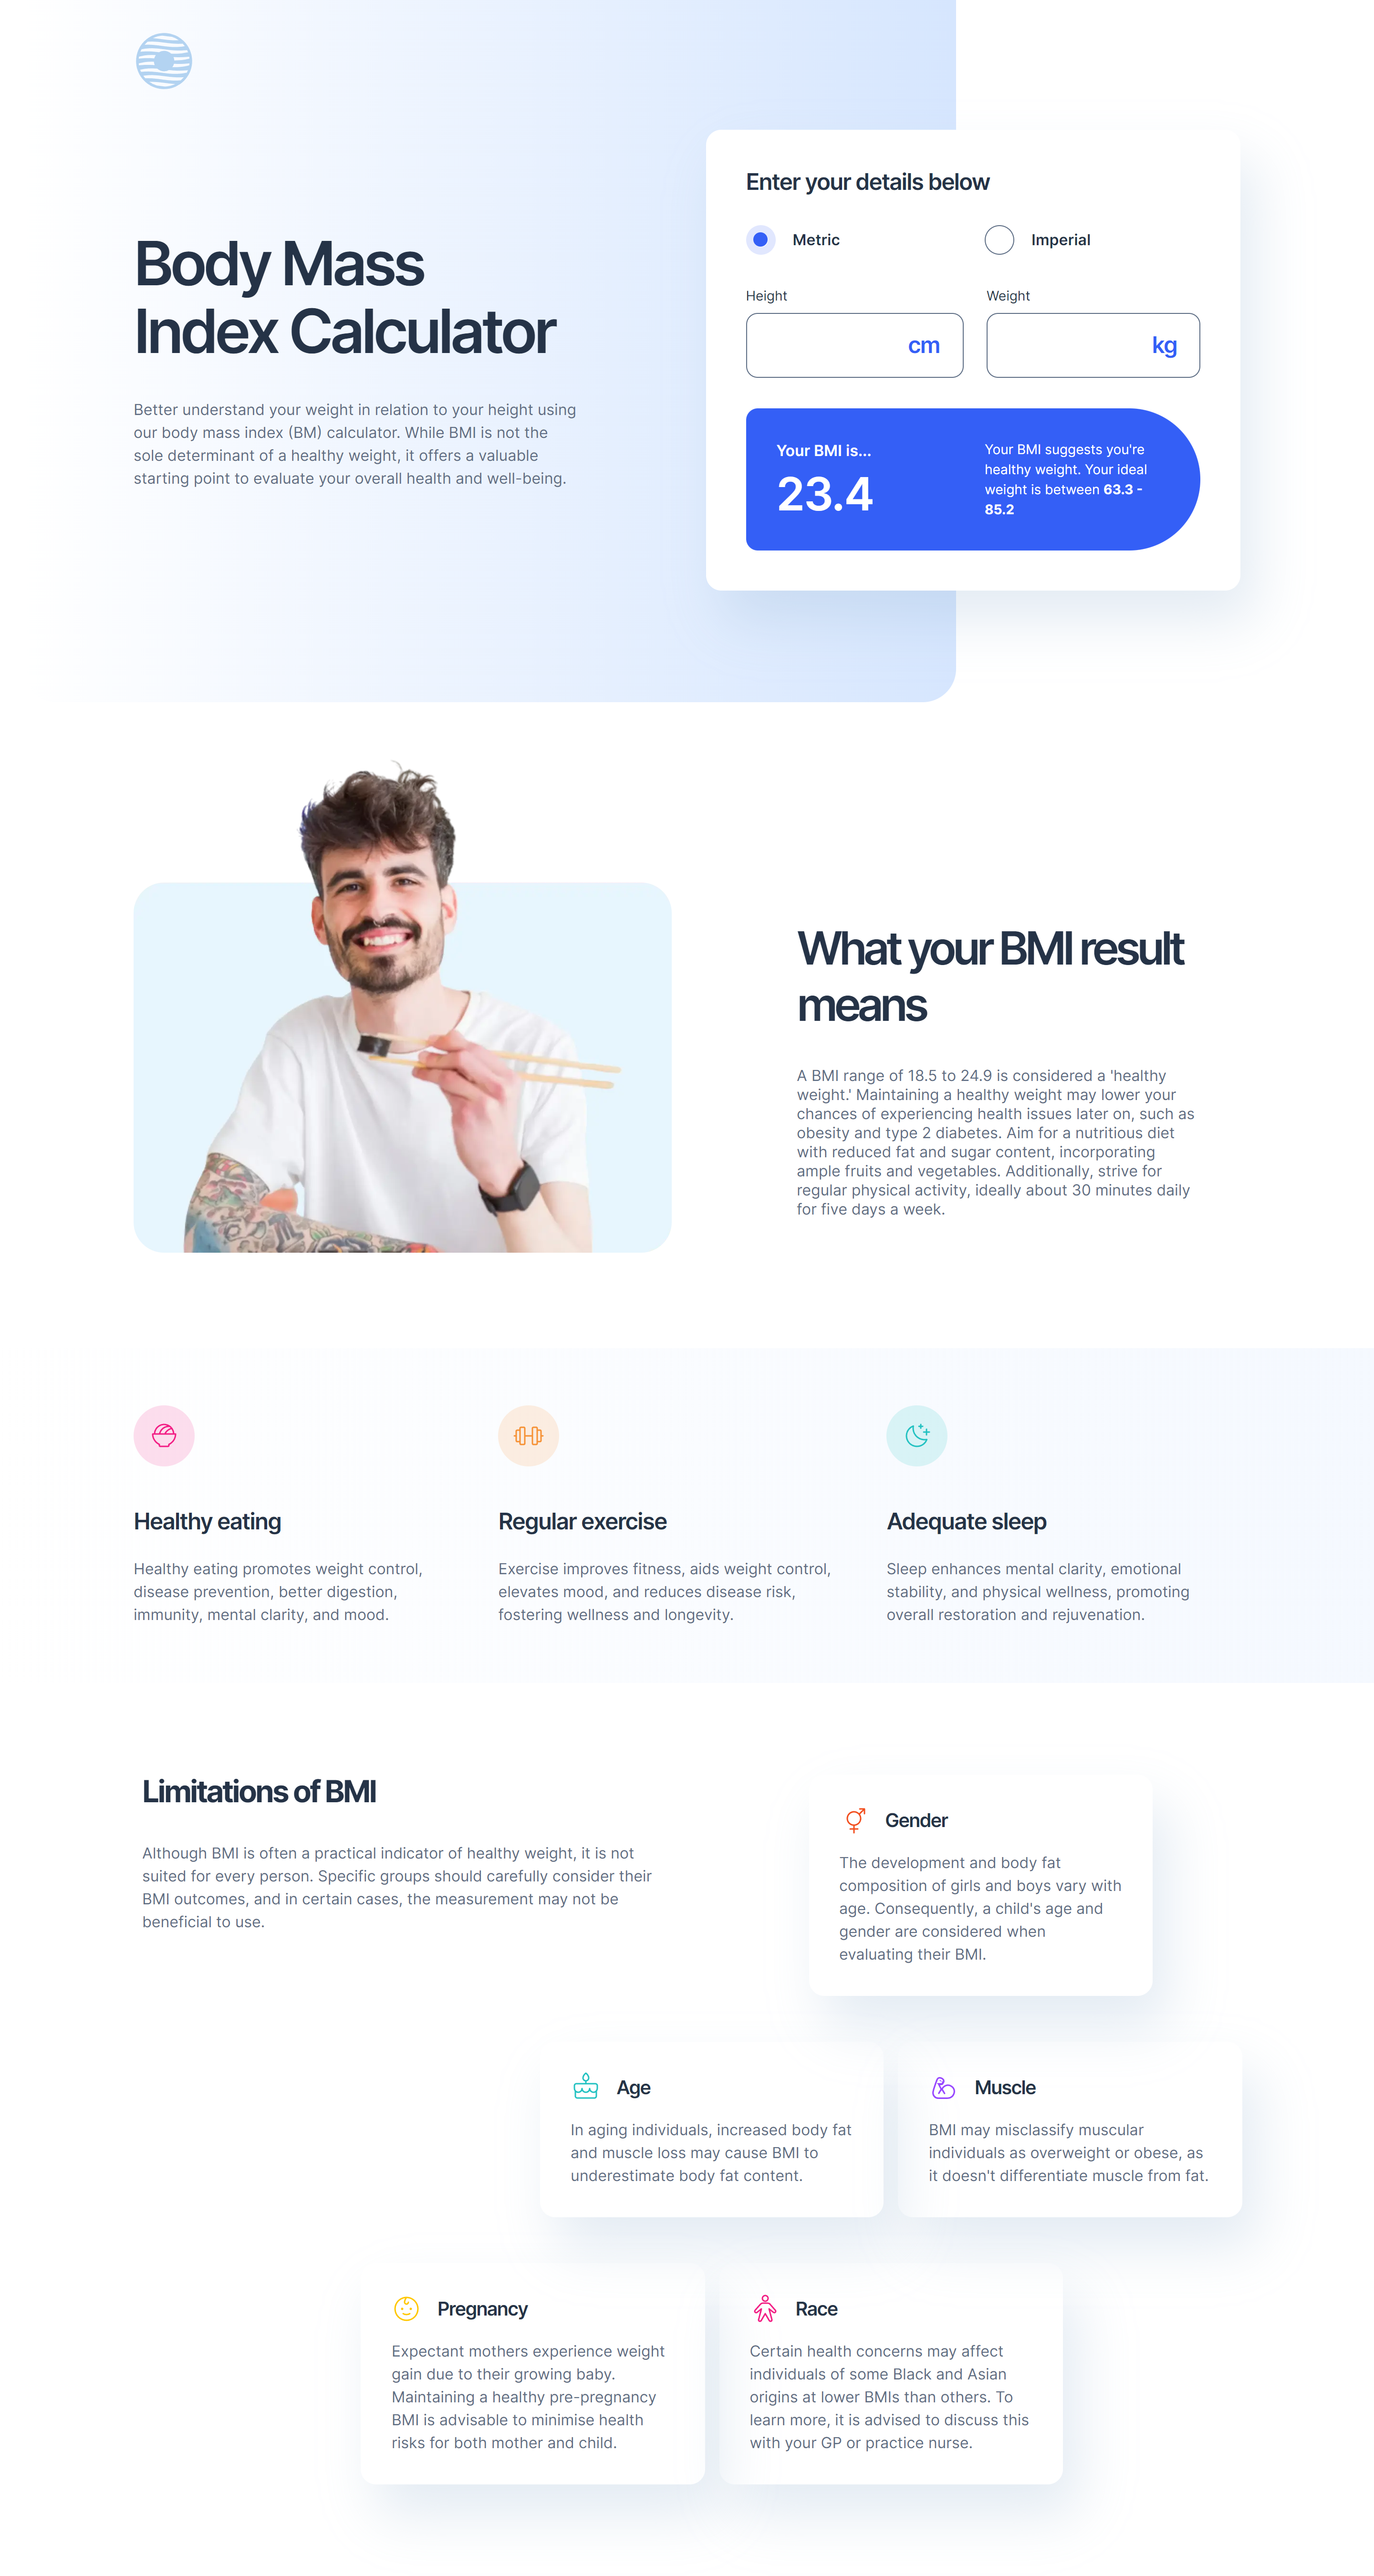 Body Mass
Index Calculator
Better understand your weight in relation to your height using
our body mass index (BM) calculator. While BMI is not the
sole determinant of a healthy weight, it offers a valuable
starting point to evaluate your overall health and well-being.
Enter your details below
Metric
Imperial
Height
Weight
cm
kg
Your BMI is...
23.4
Your BMI suggests you're
healthy weight. Your ideal
weight is between 63.3 -
85.2
What your BMI result
means
A BMI range of 18.5 to 24.9 is considered a 'healthy
weight.' Maintaining a healthy weight may lower your
chances of experiencing health issues later on, such as
obesity and type 2 diabetes. Aim for a nutritious diet
with reduced fat and sugar content, incorporating
ample fruits and vegetables. Additionally, strive for
regular physical activity, ideally about 30 minutes daily
for five days a week.
Healthy eating
Healthy eating promotes weight control,
disease prevention, better digestion,
immunity, mental clarity, and mood.
Regular exercise
Exercise improves fitness, aids weight control,
elevates mood, and reduces disease risk,
fostering wellness and longevity.
Adequate sleep
Sleep enhances mental clarity, emotional
stability, and physical wellness, promoting
overall restoration and rejuvenation.
Limitations of BMI
Although BMI is often a practical indicator of healthy weight, it is not
suited for every person. Specific groups should carefully consider their
BMI outcomes, and in certain cases, the measurement may not be
beneficial to use.
Gender
The development and body fat
composition of girls and boys vary with
age. Consequently, a child's age and
gender are considered when
evaluating their BMI.
Age
In aging individuals, increased body fat
and muscle loss may cause BMI to
underestimate body fat content.
Muscle
BMI may misclassify muscular
individuals as overweight or obese, as
it doesn't differentiate muscle from fat.
Pregnancy
Expectant mothers experience weight
gain due to their growing baby.
Maintaining a healthy pre-pregnancy
BMI is advisable to minimise health
risks for both mother and child.
Race
Certain health concerns may affect
individuals of some Black and Asian
origins at lower BMIs than others. To
learn more, it is advised to discuss this
with your GP or practice nurse.